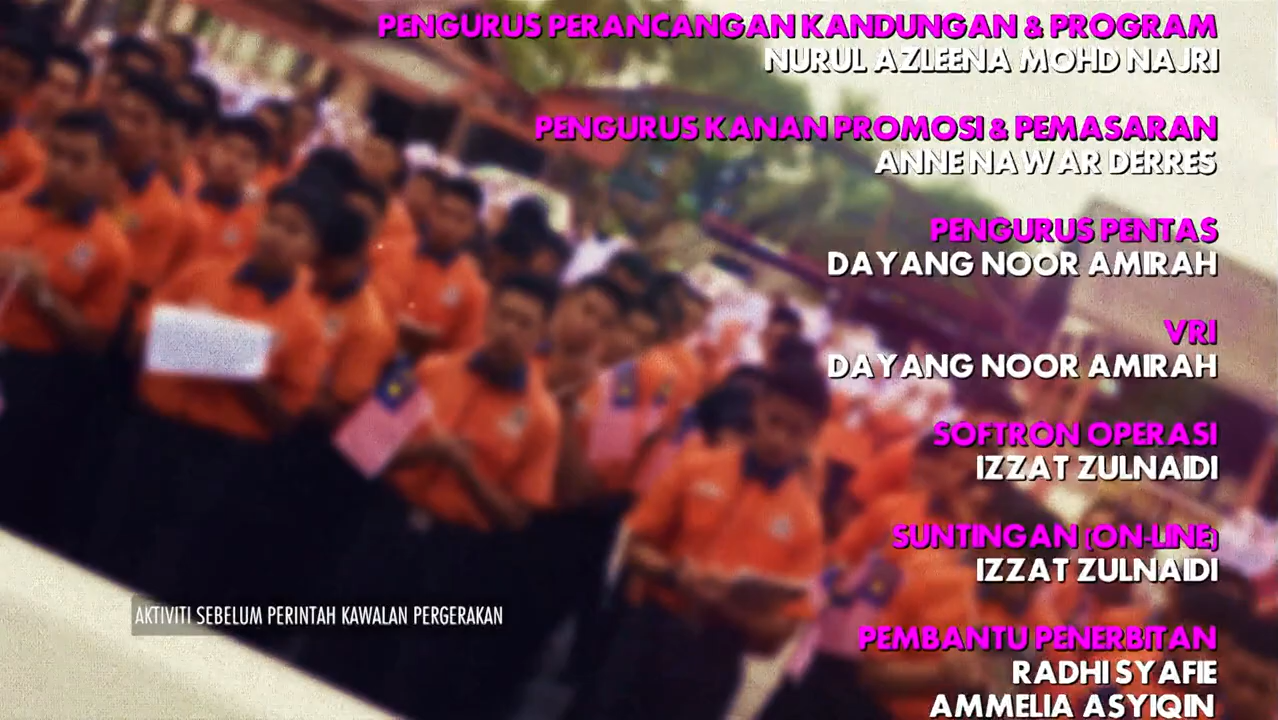 PENGURUS PERANCANGAN KANDUNGAN & PROGRAM
NURUL AZLEENA MOHD NAJRI
PENGURUS KANAN PROMOSI & PEMASARAN
ANNE NAWAR DERRES
PENGURUS PENTAS
DAYANG NOOR AMIRAH
VRI
DAYANG NOOR AMIRAH
SOFTRON OPERASI
IZZAT ZULNAIDI
SUNTINGAN (ON-LINE)
IZZAT ZULNAIDI
AKTIVITI SEBELUM PERINTAH KAWALAN PERGERAKAN
PEMBANTU PENERBITAN
RADHI SYAFIE
AMMELIA ASYIQIN